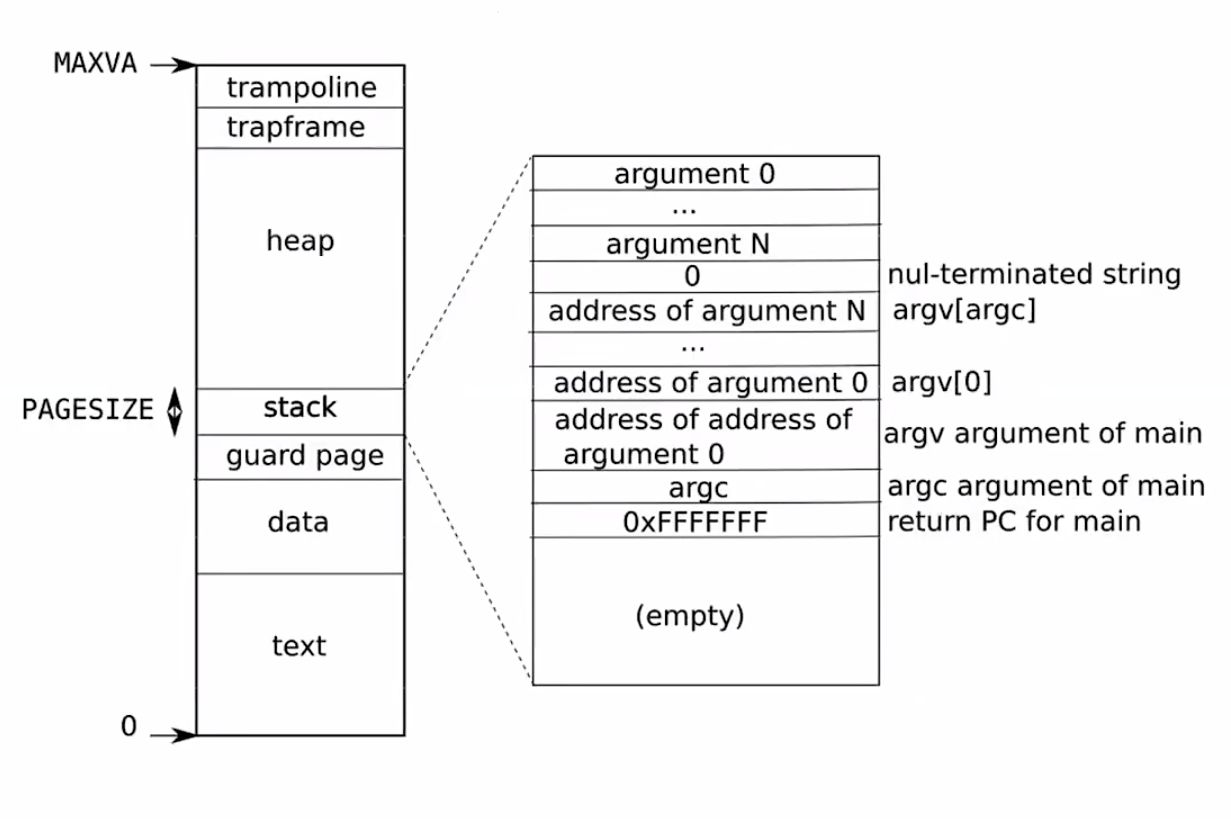 MAXVA
trampoline
trapframe
heap
PAGESIZE
stack
guard page
data
text
0
argument 0
...
argument N
0
nul-terminated string
address of argument N
argv[argc]
...
address of argument 0
argv[0]
address of address of
argument 0
argv argument of main
argc
argc argument of main
0xFFFFFFF
return PC for main
(empty)